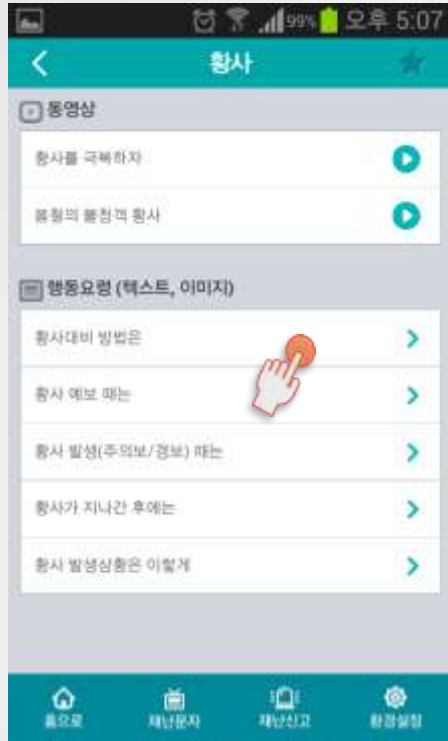 99% 오후 5:07
황사
동영상
황사를 극복하자
봄철의 불청객 황사
행동요령 (텍스트, 이미지)
황사대비 방법은
황사 예보 때는
황사 발생(주의보/경보) 때는
황사가 지나간 후에는
황사 발생상황은 이렇게
홈으로 재난문자 재난신고 환경설정